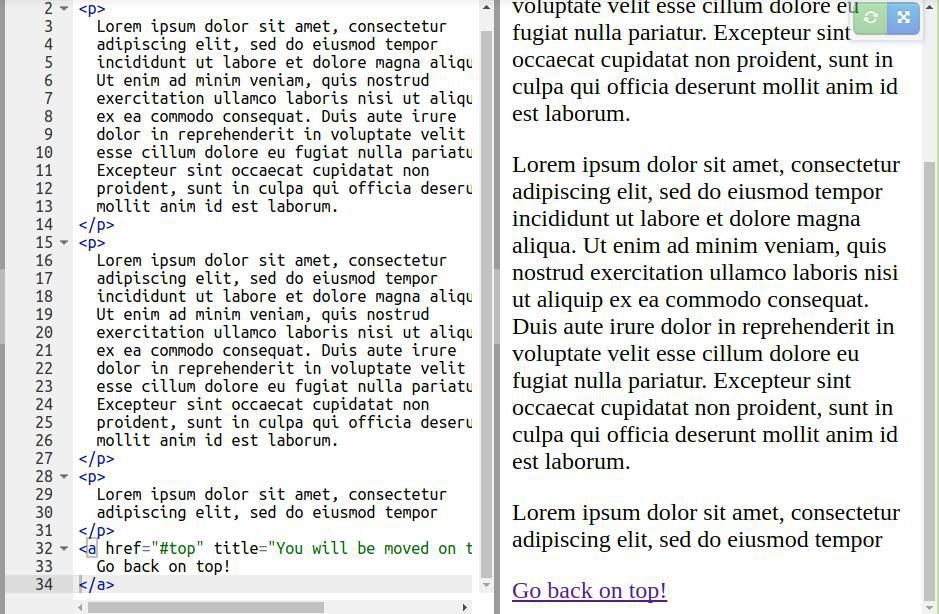 2 <p>
3 Lorem ipsum dolor sit amet, consectetur
4 adipiscing elit, sed do eiusmod tempor
5 incididunt ut labore et dolore magna aliqu
6 Ut enim ad minim veniam, quis nostrud
7 exercitation ullamco laboris nisi ut aliqu
8 ex ea commodo consequat. Duis aute irure
9 dolor in reprehenderit in voluptate velit
10 esse cillum dolore eu fugiat nulla pariatu
11 Excepteur sint occaecat cupidatat non
12 proident, sunt in culpa qui officia deseru
13 mollit anim id est laborum.
14 </p>
15 <p>
16 Lorem ipsum dolor sit amet, consectetur
17 adipiscing elit, sed do eiusmod tempor
18 incididunt ut labore et dolore magna aliqu
19 Ut enim ad minim veniam, quis nostrud
20 exercitation ullamco laboris nisi ut aliqu
21 ex ea commodo consequat. Duis aute irure
22 dolor in reprehenderit in voluptate velit
23 esse cillum dolore eu fugiat nulla pariatu
24 Excepteur sint occaecat cupidatat non
25 proident, sunt in culpa qui officia deseru
26 mollit anim id est laborum.
27 </p>
28 <p>
29 Lorem ipsum dolor sit amet, consectetur
30 adipiscing elit, sed do eiusmod tempor
31 </p>
32 <a href="#top" title="You will be moved on t
33 Go back on top!
34 </a>
voluptate velit esse cillum dolore eu
fugiat nulla pariatur. Excepteur sint
occaecat cupidatat non proident, sunt in
culpa qui officia deserunt mollit anim id
est laborum.
Lorem ipsum dolor sit amet, consectetur
adipiscing elit, sed do eiusmod tempor
incididunt ut labore et dolore magna
aliqua. Ut enim ad minim veniam, quis
nostrud exercitation ullamco laboris nisi
ut aliquip ex ea commodo consequat.
Duis aute irure dolor in reprehenderit in
voluptate velit esse cillum dolore eu
fugiat nulla pariatur. Excepteur sint
occaecat cupidatat non proident, sunt in
culpa qui officia deserunt mollit anim id
est laborum.
Lorem ipsum dolor sit amet, consectetur
adipiscing elit, sed do eiusmod tempor
Go back on top!